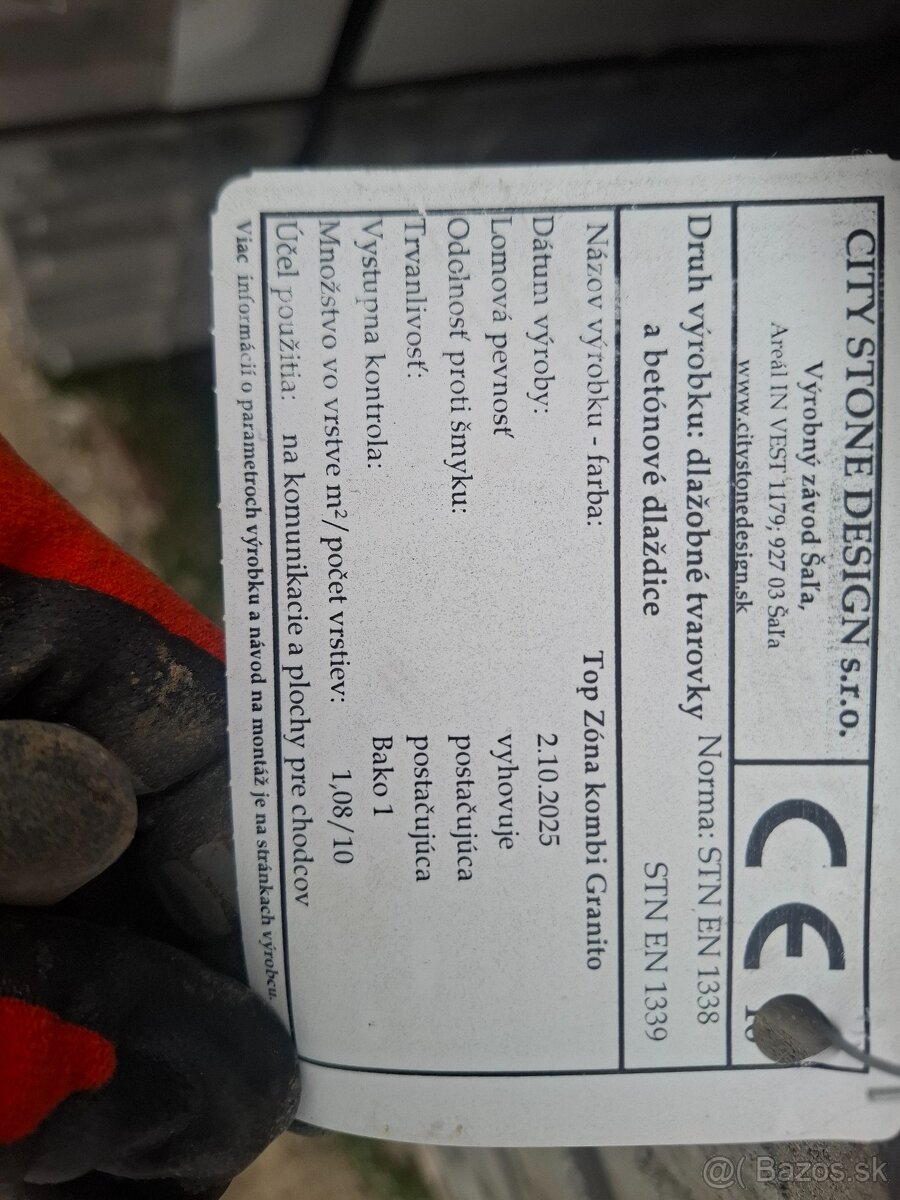 CITY STONE DESIGN s.r.o.
Výrobný závod Šaľa,
Areál IN VEST 1179; 927 03 Šaľa
www.citystonedesign.sk
CE
Druh výrobku: dlažobné tvarovky Norma: STN EN 1338
a betónové dlaždice STN EN 1339
Názov výrobku - farba: Top Zóna kombi Granito
Dátum výroby: 2.10.2025
Lomová pevnosť vyhovuje
Odolnosť proti šmyku: postačujúca
Trvanlivosť: postačujúca
Vystupna kontrola: Bako 1
Množstvo vo vrstve m²/počet vrstiev: 1,08/10
Účel použitia: na komunikacie a plochy pre chodcov
Viac informácií o parametroch výrobku a návod na montáž je na stránkach výrobcu.
@( Bazos.sk